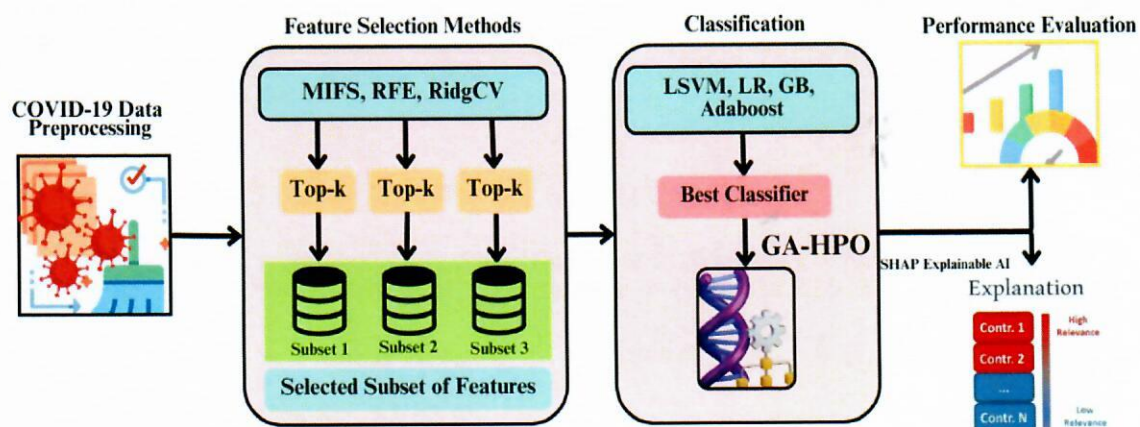 Feature Selection Methods
Classification
Performance Evaluation
COVID-19 Data
Preprocessing
MIFS, RFE, RidgCV
Top-k
Top-k
Top-k
Subset 1
Subset 2
Subset 3
Selected Subset of Features
LSVM, LR, GB,
Adaboost
Best Classifier
GA-HPO
SHAP Explainable AI
Explanation
Contr. 1
Contr. 2
...
Contr. N
High
Relevance
Low
Relevance